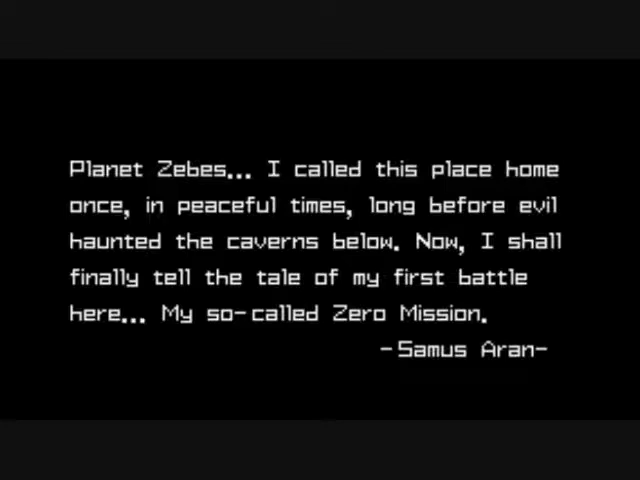 Planet Zebes... I called this place home
once, in peaceful times, long before evil
haunted the caverns below. Now, I shall
finally tell the tale of my first battle
here... My so-called Zero Mission.
-Samus Aran-